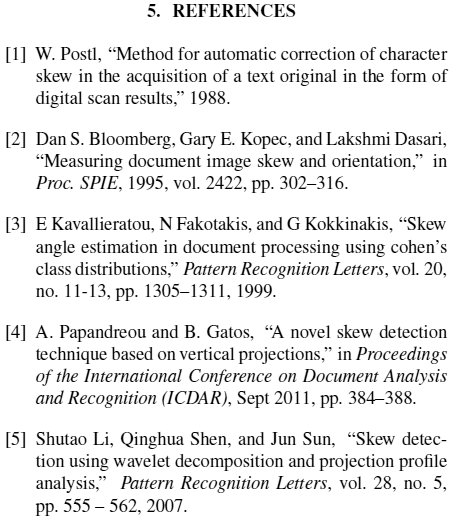 5. REFERENCES
[1] W. Postl, “Method for automatic correction of character
skew in the acquisition of a text original in the form of
digital scan results,” 1988.
[2] Dan S. Bloomberg, Gary E. Kopec, and Lakshmi Dasari,
“Measuring document image skew and orientation,” in
Proc. SPIE, 1995, vol. 2422, pp. 302–316.
[3] E Kavallieratou, N Fakotakis, and G Kokkinakis, “Skew
angle estimation in document processing using cohen’s
class distributions,” Pattern Recognition Letters, vol. 20,
no. 11-13, pp. 1305–1311, 1999.
[4] A. Papandreou and B. Gatos, “A novel skew detection
technique based on vertical projections,” in Proceedings
of the International Conference on Document Analysis
and Recognition (ICDAR), Sept 2011, pp. 384–388.
[5] Shutao Li, Qinghua Shen, and Jun Sun, “Skew detec-
tion using wavelet decomposition and projection profile
analysis,” Pattern Recognition Letters, vol. 28, no. 5,
pp. 555 – 562, 2007.